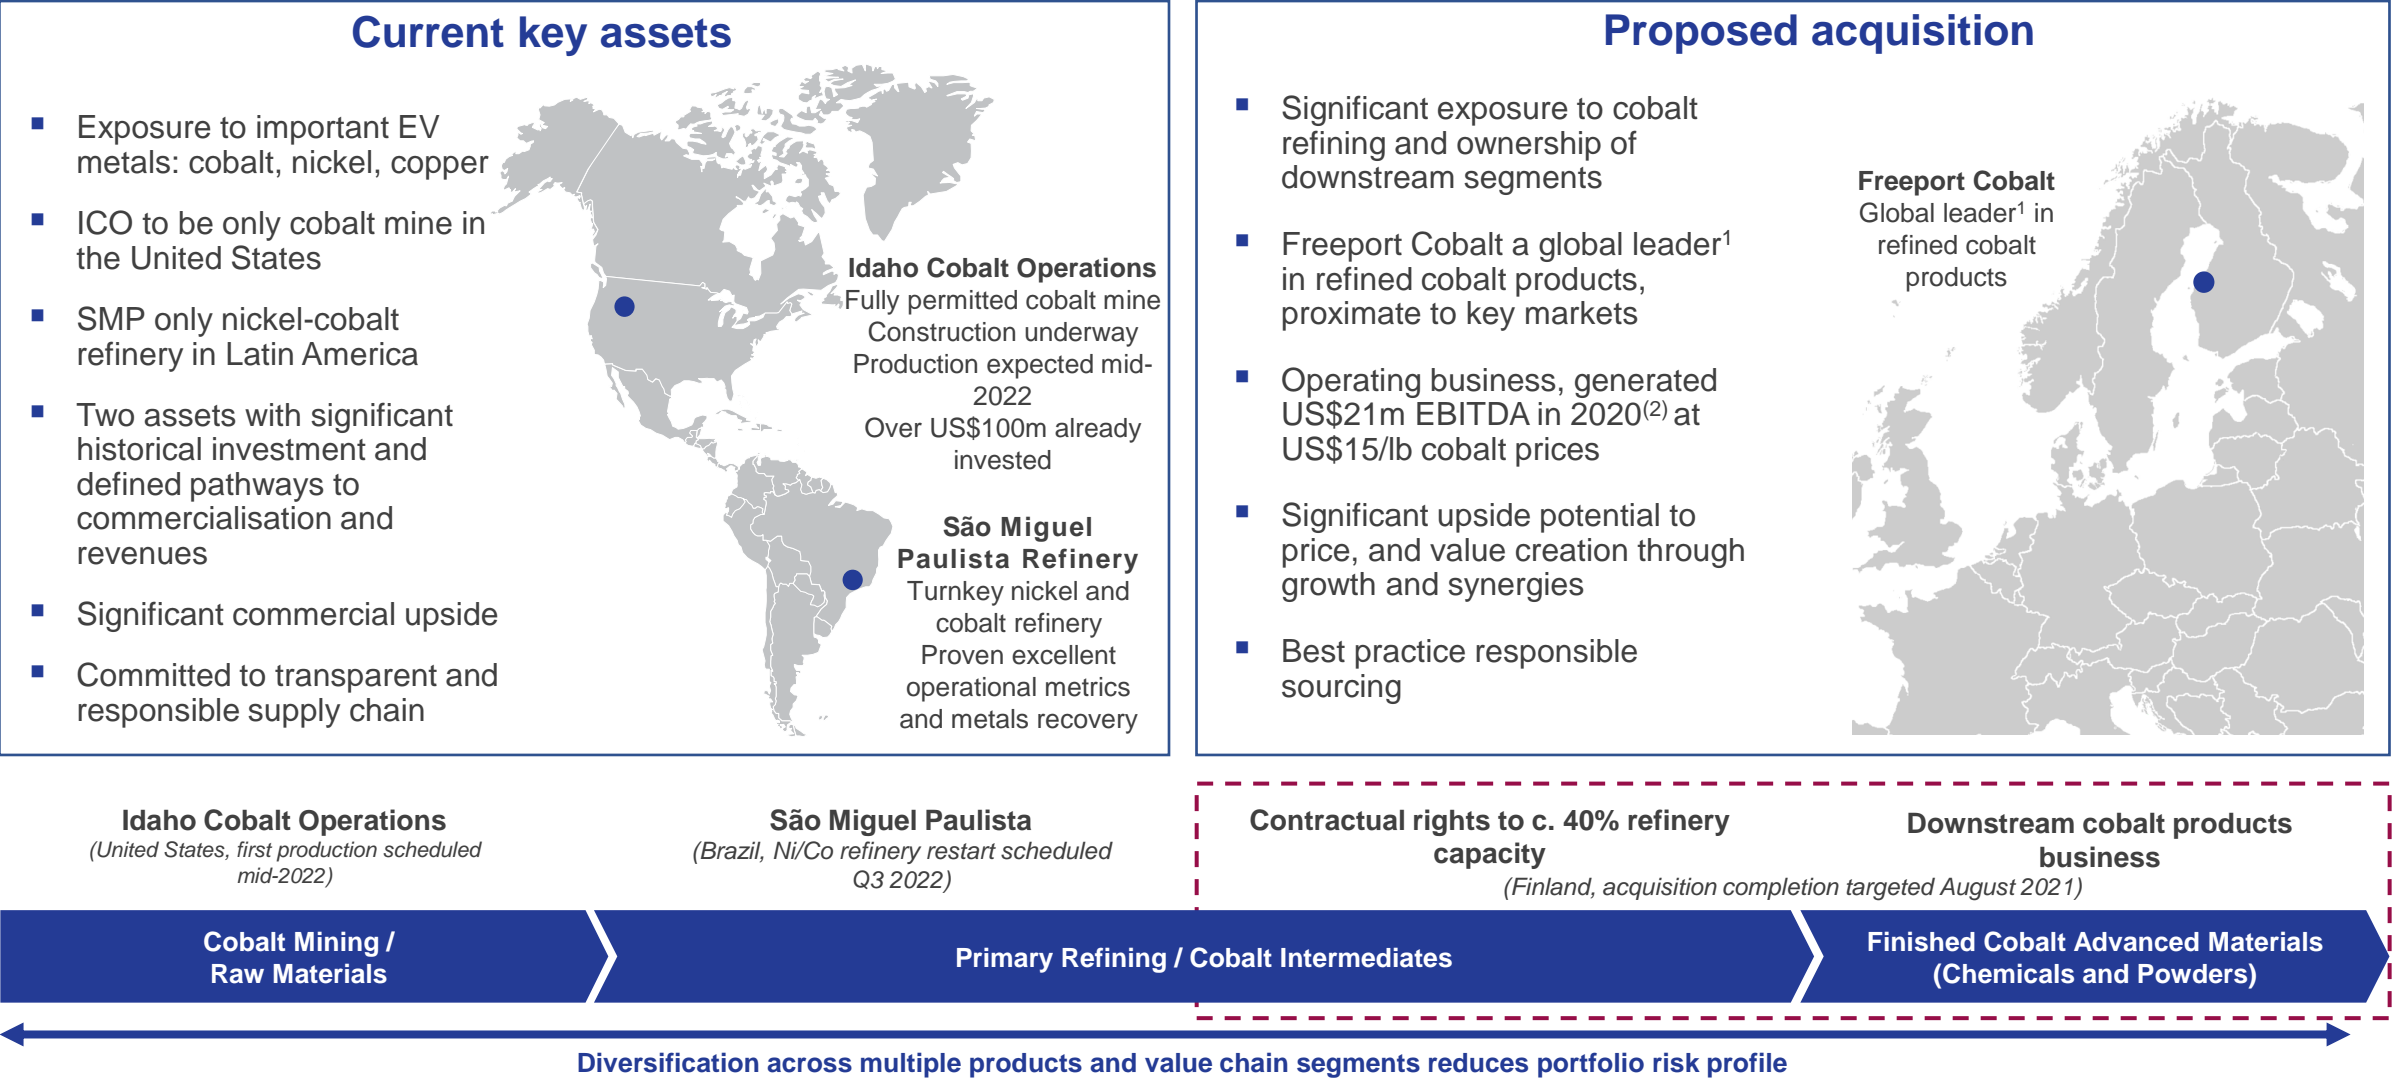 Current key assets
▪ Exposure to important EV
metals: cobalt, nickel, copper
▪ ICO to be only cobalt mine in
the United States
▪ SMP only nickel-cobalt
refinery in Latin America
▪ Two assets with significant
historical investment and
defined pathways to
commercialisation and
revenues
▪ Significant commercial upside
▪ Committed to transparent and
responsible supply chain
Idaho Cobalt Operations
Fully permitted cobalt mine
Construction underway
Production expected mid-
2022
Over US$100m already
invested
São Miguel
Paulista Refinery
Turnkey nickel and
cobalt refinery
Proven excellent
operational metrics
and metals recovery
Proposed acquisition
▪ Significant exposure to cobalt
refining and ownership of
downstream segments
▪ Freeport Cobalt a global leader¹
in refined cobalt products,
proximate to key markets
▪ Operating business, generated
US$21m EBITDA in 2020⁽²⁾ at
US$15/lb cobalt prices
▪ Significant upside potential to
price, and value creation through
growth and synergies
▪ Best practice responsible
sourcing
Freeport Cobalt
Global leader¹ in
refined cobalt
products
Idaho Cobalt Operations
(United States, first production scheduled
mid-2022)
São Miguel Paulista
(Brazil, Ni/Co refinery restart scheduled
Q3 2022)
Contractual rights to c. 40% refinery
capacity
Downstream cobalt products
business
(Finland, acquisition completion targeted August 2021)
Cobalt Mining /
Raw Materials
Primary Refining / Cobalt Intermediates
Finished Cobalt Advanced Materials
(Chemicals and Powders)
Diversification across multiple products and value chain segments reduces portfolio risk profile